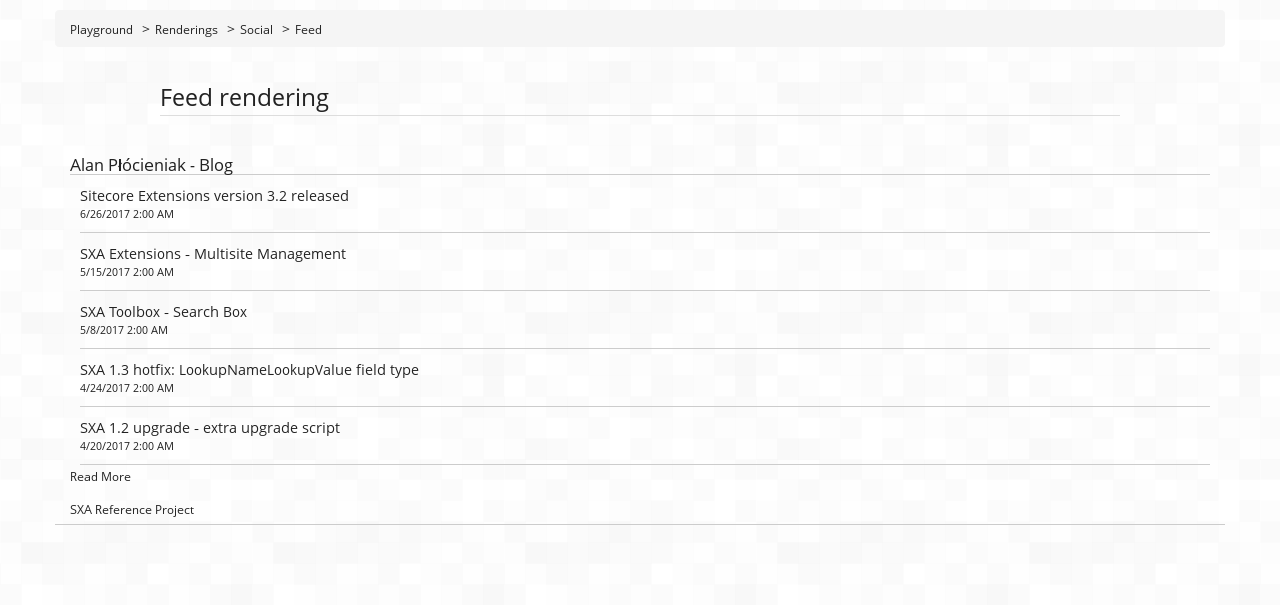 Playground > Renderings > Social > Feed
Feed rendering
Alan Płócieniak - Blog
Sitecore Extensions version 3.2 released
6/26/2017 2:00 AM
SXA Extensions - Multisite Management
5/15/2017 2:00 AM
SXA Toolbox - Search Box
5/8/2017 2:00 AM
SXA 1.3 hotfix: LookupNameLookupValue field type
4/24/2017 2:00 AM
SXA 1.2 upgrade - extra upgrade script
4/20/2017 2:00 AM
Read More
SXA Reference Project